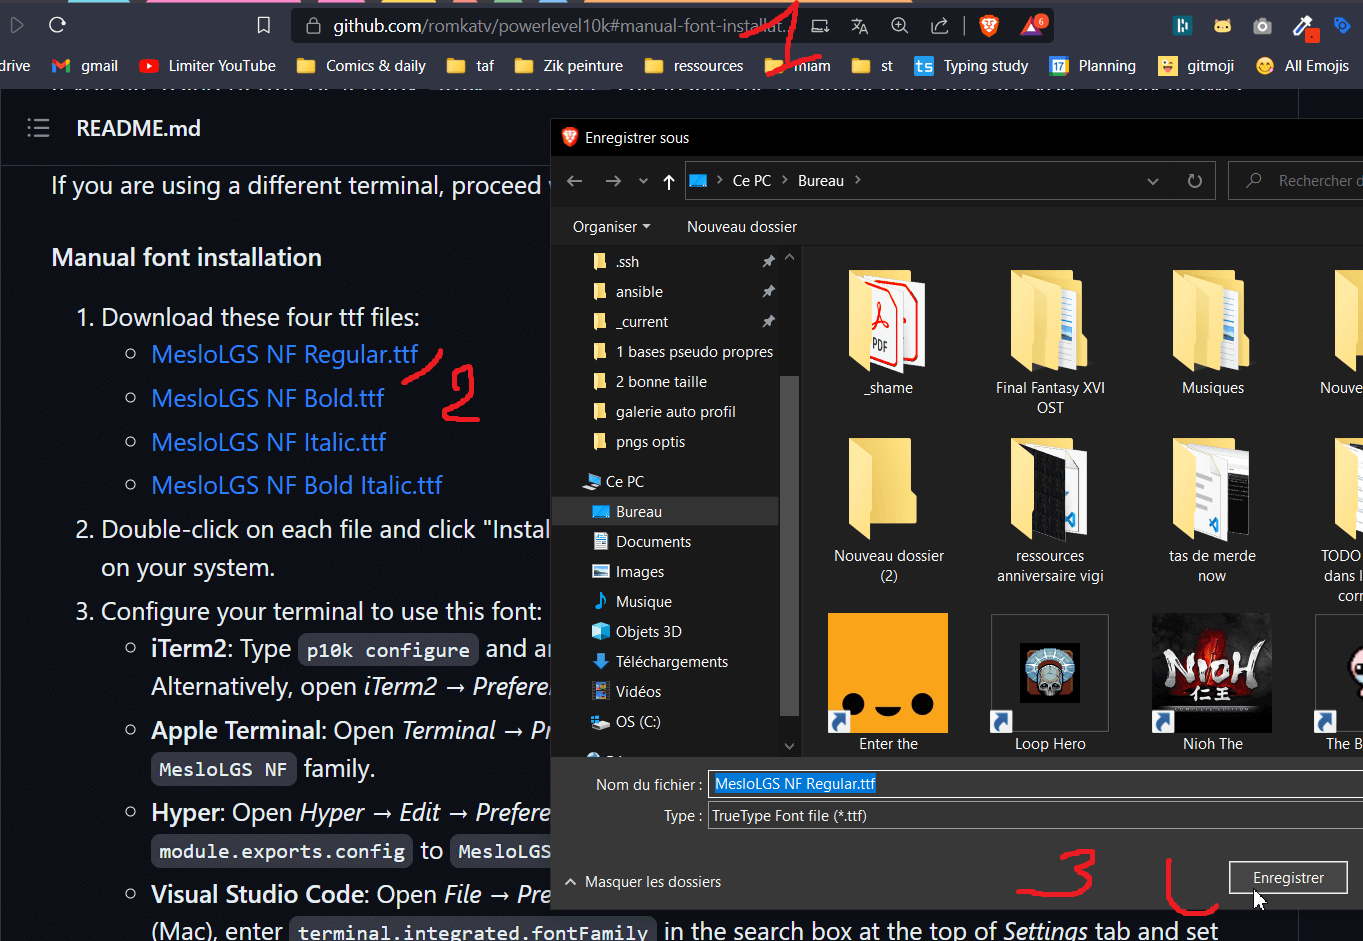 github.com/romkatv/powerlevel10k#manual-font-installat...
1
6
drive
gmail
Limiter YouTube
Comics & daily
taf
Zik peinture
ressources
miam
st
ts
Typing study
17
Planning
gitmoji
All Emojis
README.md
If you are using a different terminal, proceed
Manual font installation
1. Download these four ttf files:
MesloLGS NF Regular.ttf
MesloLGS NF Bold.ttf
2
MesloLGS NF Italic.ttf
MesloLGS NF Bold Italic.ttf
2. Double-click on each file and click "Instal
on your system.
3. Configure your terminal to use this font:
iTerm2: Type p10k configure and an
Alternatively, open iTerm2 → Prefere
Apple Terminal: Open Terminal → Pr
MesloLGS NF family.
Hyper: Open Hyper → Edit → Prefere
module.exports.config to MesloLGS
Visual Studio Code: Open File → Pre
(Mac), enter terminal.integrated.fontFamily in the search box at the top of Settings tab and set
Enregistrer sous
Ce PC > Bureau >
Rechercher d
Organiser
Nouveau dossier
.ssh
ansible
_current
1 bases pseudo propres
2 bonne taille
galerie auto profil
pngs optis
Ce PC
Bureau
Documents
Images
Musique
Objets 3D
Téléchargements
Vidéos
OS (C:)
PDF
_shame
Final Fantasy XVI
OST
Musiques
Nouve
Nouveau dossier
(2)
ressources
anniversaire vigi
tas de merde
now
TODO
dans l
corr
NIOH
仁王
COMPLETE EDITION
Enter the
Loop Hero
Nioh The
The B
Nom du fichier : MesloLGS NF Regular.ttf
Type : TrueType Font file (*.ttf)
3
Masquer les dossiers
Enregistrer